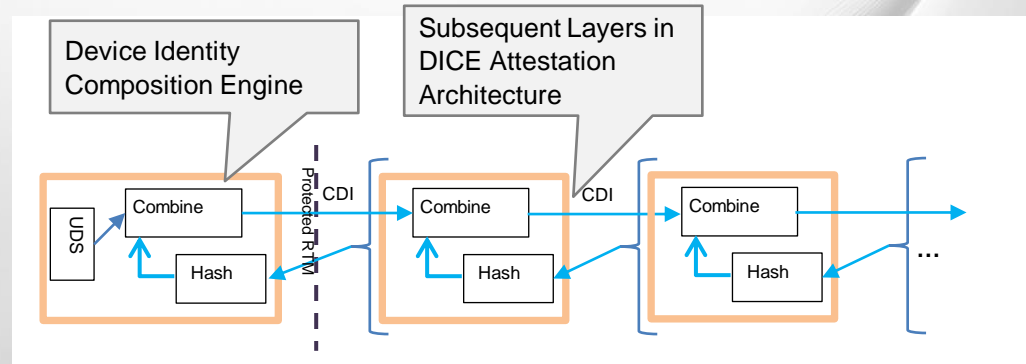 Device Identity
Composition Engine
Subsequent Layers in
DICE Attestation
Architecture
UDS
Combine
Hash
Protected RTM
CDI
Combine
Hash
CDI
Combine
Hash
...